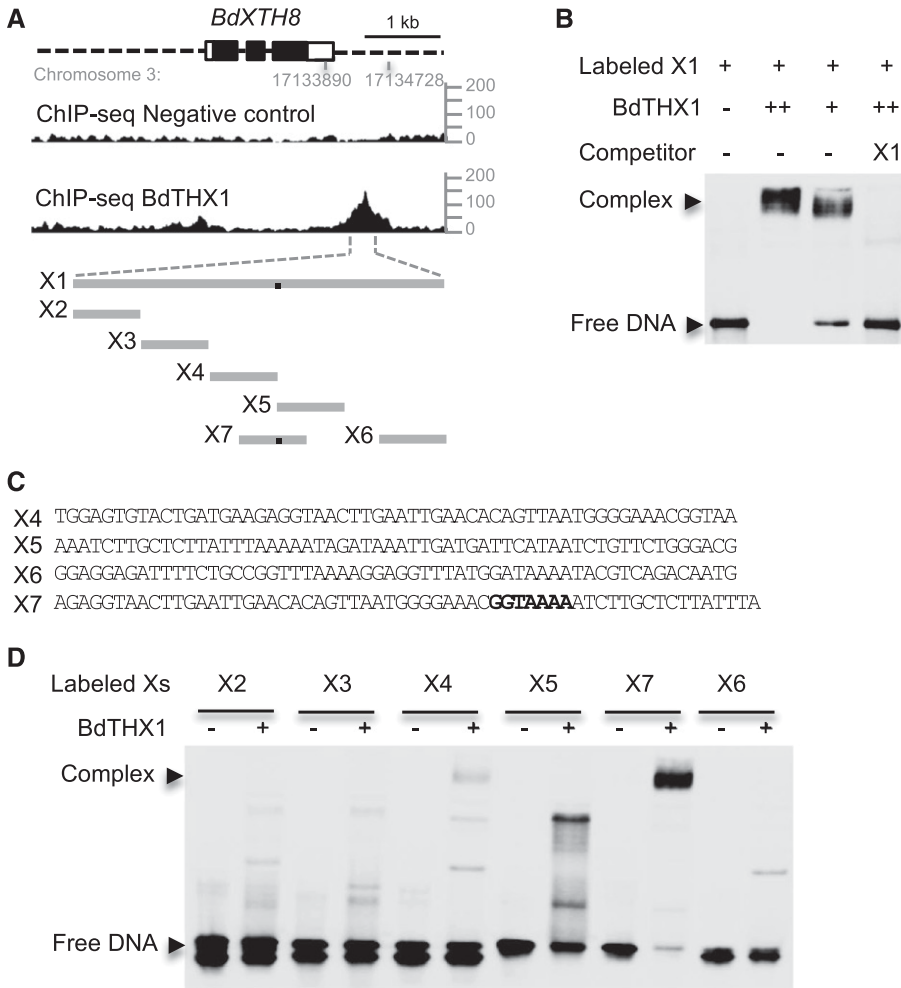 A
BdXTH8
1 kb
Chromosome 3:
17133890
17134728
ChIP-seq Negative control
200
100
0
ChIP-seq BdTHX1
200
100
0
X1
X2
X3
X4
X5
X7
X6
B
Labeled X1 + + + +
BdTHX1 - ++ + ++
Competitor - - - X1
Complex
Free DNA
C
X4 TGGAGTGTACTGATGAAGAGGTAACTTGAATTGAACACAGTTAATGGGGAAACGGTAA
X5 AAATCTTGCTCTTATTTAAAAATAGATAAATTGATGATTCATAATCTGTTCTGGGACG
X6 GGAGGAGATTTTCTGCCGGTTTAAAAGGAGGTTTATGGATAAAATACGTCAGACAATG
X7 AGAGGTAACTTGAATTGAACACAGTTAATGGGGAAACGGTAAAAATCTTGCTCTTATTTA
D
Labeled Xs X2 X3 X4 X5 X7 X6
BdTHX1 - + - + - + - + - + - +
Complex
Free DNA